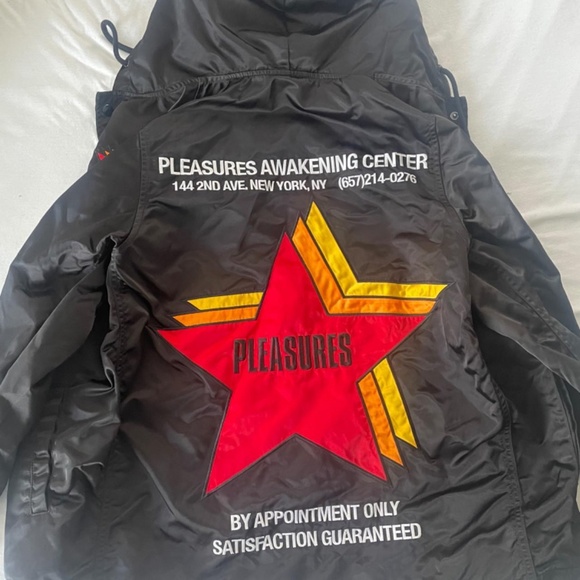 PLEASURES AWAKENING CENTER
144 2ND AVE. NEW YORK, NY (657)214-0276
PLEASURES
BY APPOINTMENT ONLY
SATISFACTION GUARANTEED